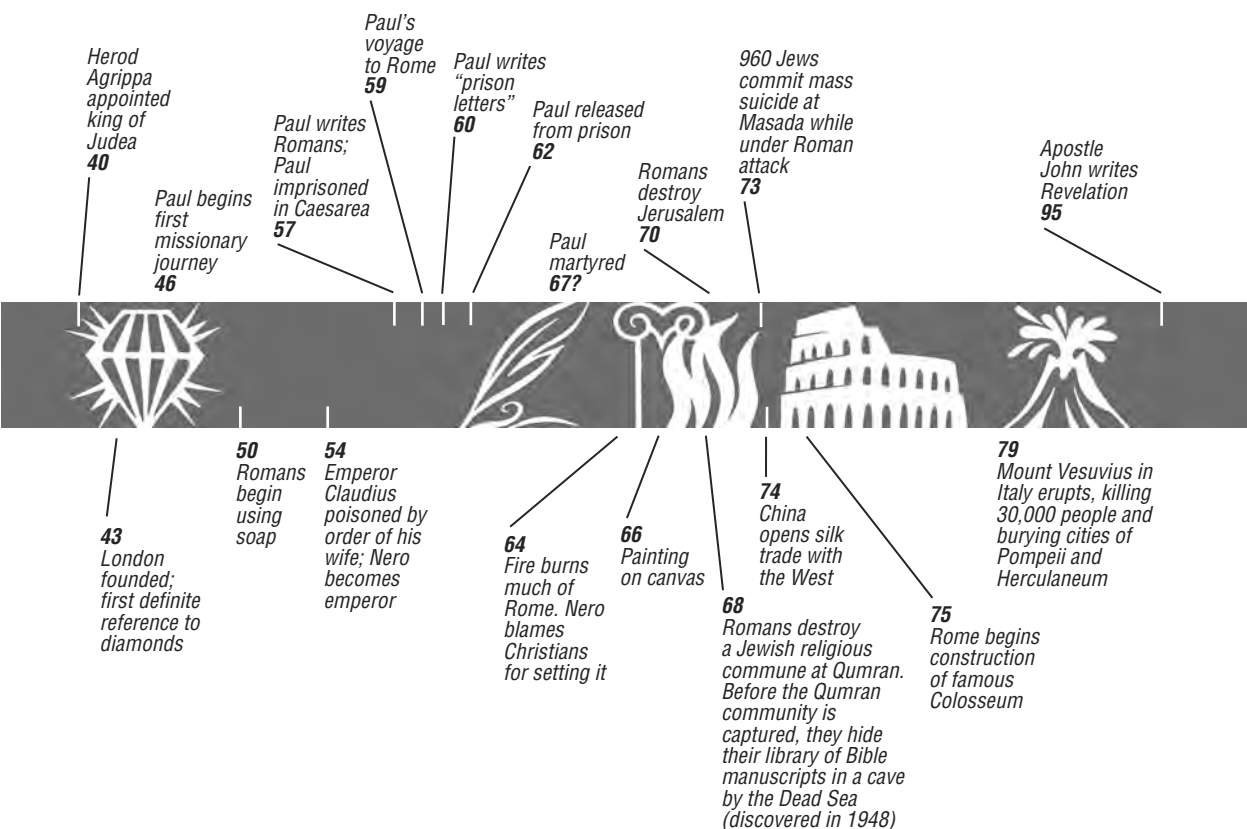 Herod
Agrippa
appointed
king of
Judea
40
Paul begins
first
missionary
journey
46
Paul writes
Romans;
Paul
imprisoned
in Caesarea
57
Paul's
voyage
to Rome
59
Paul writes
“prison
letters”
60
Paul released
from prison
62
Paul
martyred
67?
Romans
destroy
Jerusalem
70
960 Jews
commit mass
suicide at
Masada while
under Roman
attack
73
Apostle
John writes
Revelation
95
43
London
founded;
first definite
reference to
diamonds
50
Romans
begin
using
soap
54
Emperor
Claudius
poisoned by
order of his
wife; Nero
becomes
emperor
64
Fire burns
much of
Rome. Nero
blames
Christians
for setting it
66
Painting
on canvas
68
Romans destroy
a Jewish religious
commune at Qumran.
Before the Qumran
community is
captured, they hide
their library of Bible
manuscripts in a cave
by the Dead Sea
(discovered in 1948)
74
China
opens silk
trade with
the West
75
Rome begins
construction
of famous
Colosseum
79
Mount Vesuvius in
Italy erupts, killing
30,000 people and
burying cities of
Pompeii and
Herculaneum